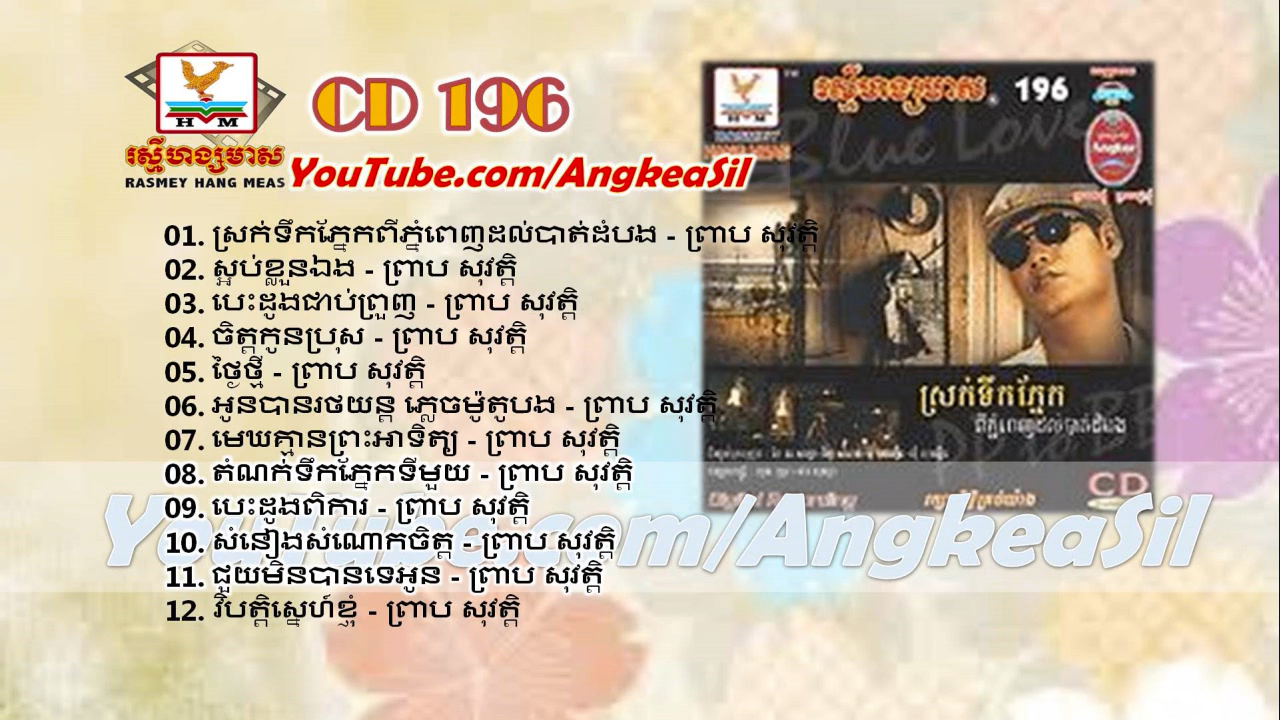 CD 196
H M
រស្មីហង្សមាស
RASMEY HANG MEAS
YouTube.com/AngkeaSil
01. ស្រក់ទឹកភ្នែកពីភ្នំពេញដល់បាត់ដំបង - ព្រាប សុវត្ថិ
02. ស្អប់ខ្លួនឯង - ព្រាប សុវត្ថិ
03. បេះដូងជាប់ព្រួញ - ព្រាប សុវត្ថិ
04. ចិត្តកូនប្រុស - ព្រាប សុវត្ថិ
05. ថ្ងៃថ្មី - ព្រាប សុវត្ថិ
06. អូនបានរថយន្ត ភ្លេចម៉ូតូបង - ព្រាប សុវត្ថិ
07. មេឃគ្មានព្រះអាទិត្យ - ព្រាប សុវត្ថិ
08. តំណក់ទឹកភ្នែកទីមួយ - ព្រាប សុវត្ថិ
09. បេះដូងពិការ - ព្រាប សុវត្ថិ
10. សំនៀងសំណោកចិត្ត - ព្រាប សុវត្ថិ
11. ជួយមិនបានទេអូន - ព្រាប សុវត្ថិ
12. វិបត្តិស្នេហ៍ខ្ញុំ - ព្រាប សុវត្ថិ
YouTube.com/AngkeaSil
រស្មីហង្សមាស 196
H M
Blue Love
Angkor
ស្រក់ទឹកភ្នែក
ពីភ្នំពេញដល់បាត់ដំបង
CD